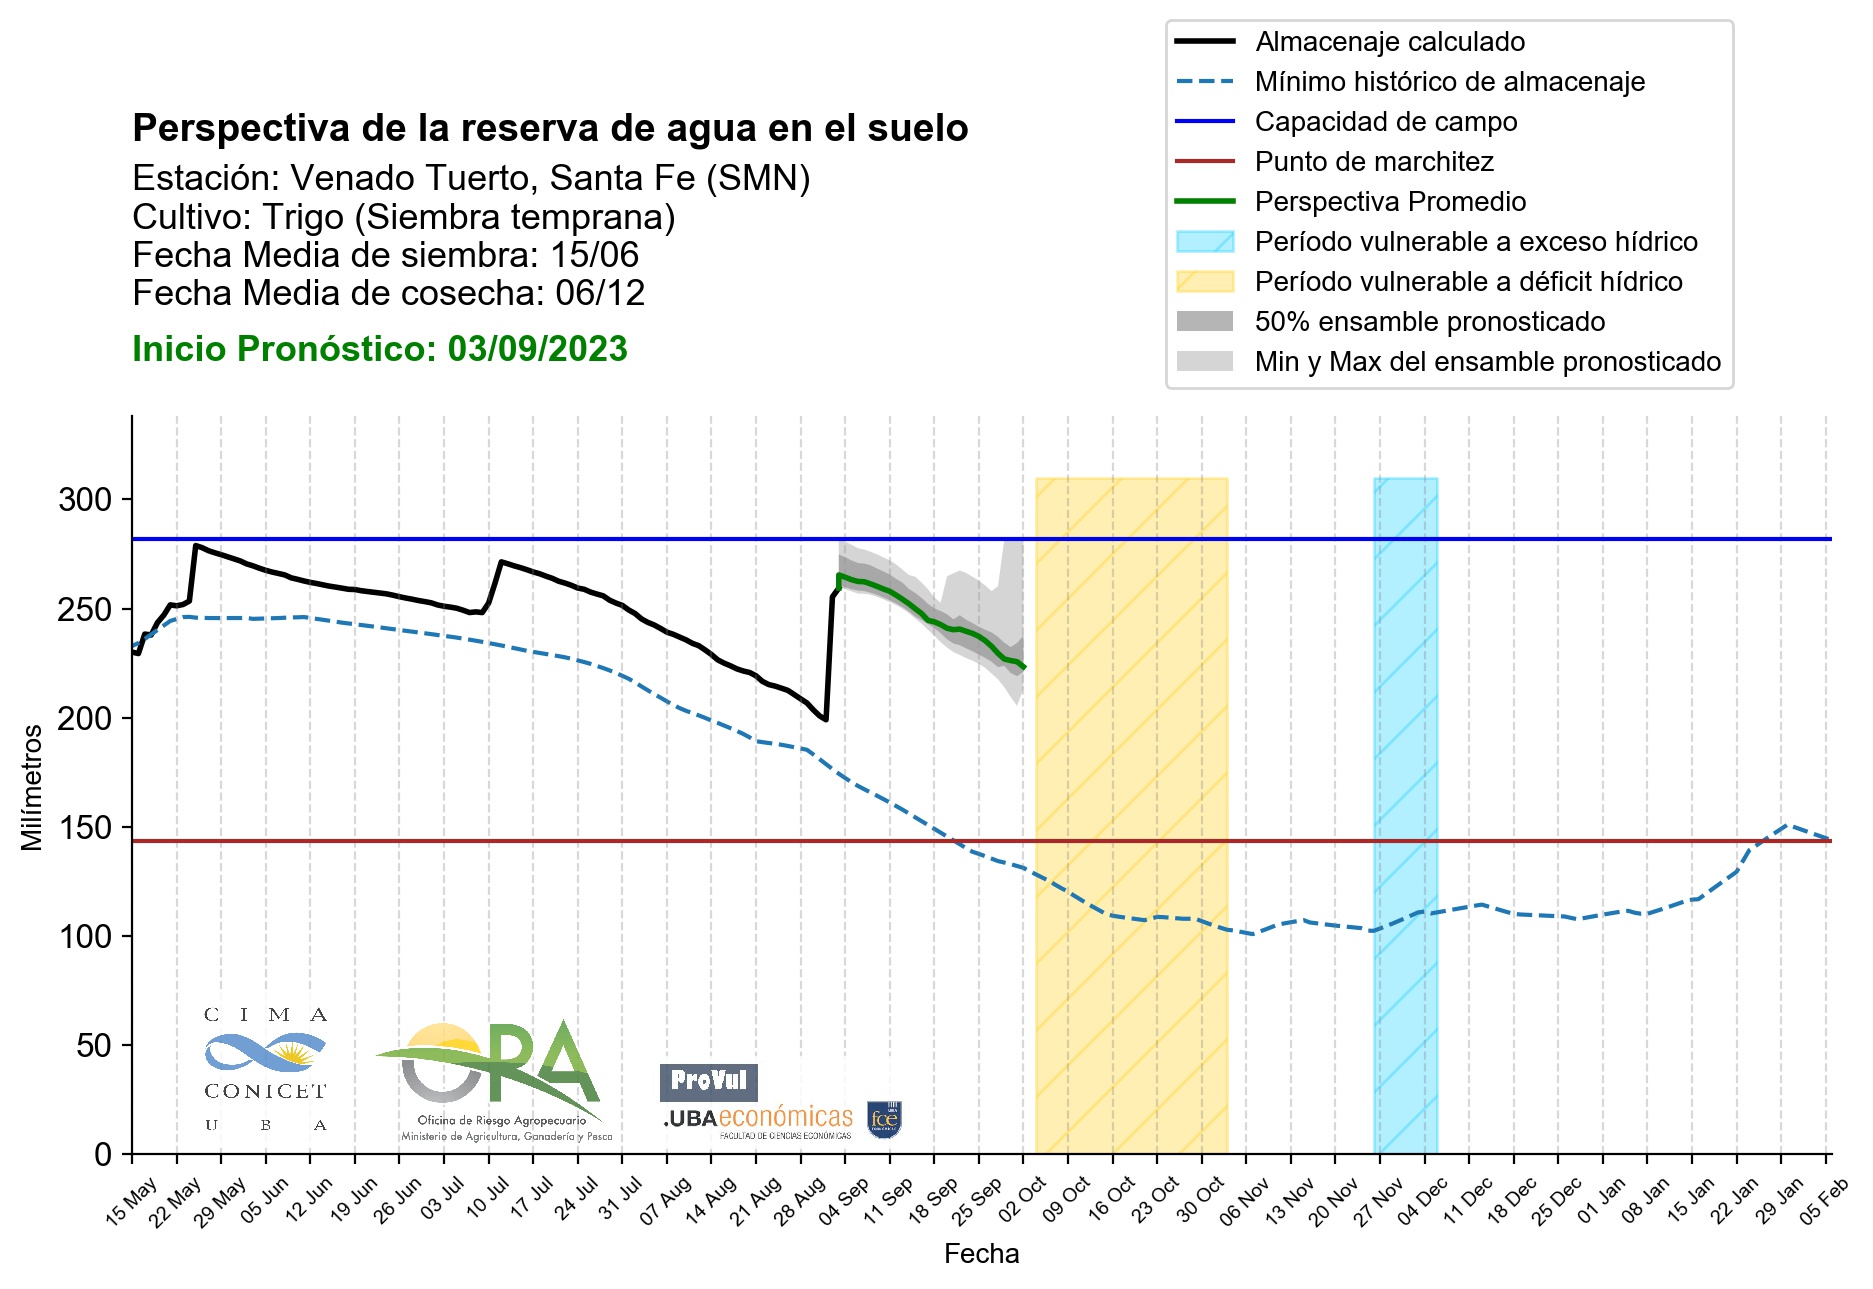 Almacenaje calculado
Mínimo histórico de almacenaje
Capacidad de campo
Punto de marchitez
Perspectiva Promedio
Período vulnerable a exceso hídrico
Período vulnerable a déficit hídrico
50% ensamble pronosticado
Min y Max del ensamble pronosticado
Perspectiva de la reserva de agua en el suelo
Estación: Venado Tuerto, Santa Fe (SMN)
Cultivo: Trigo (Siembra temprana)
Fecha Media de siembra: 15/06
Fecha Media de cosecha: 06/12
Inicio Pronóstico: 03/09/2023
Milímetros
300
250
200
150
100
50
0
CIMA
CONICET
UBA
ORA
Oficina de Riesgo Agropecuario
Ministerio de Agricultura, Ganadería y Pesca
ProVul
.UBAeconómicas
FACULTAD DE CIENCIAS ECONÓMICAS
UBA
fce
15 May
22 May
29 May
05 Jun
12 Jun
19 Jun
26 Jun
03 Jul
10 Jul
17 Jul
24 Jul
31 Jul
07 Aug
14 Aug
21 Aug
28 Aug
04 Sep
11 Sep
18 Sep
25 Sep
02 Oct
09 Oct
16 Oct
23 Oct
30 Oct
06 Nov
13 Nov
20 Nov
27 Nov
04 Dec
11 Dec
18 Dec
25 Dec
01 Jan
08 Jan
15 Jan
22 Jan
29 Jan
05 Feb
Fecha